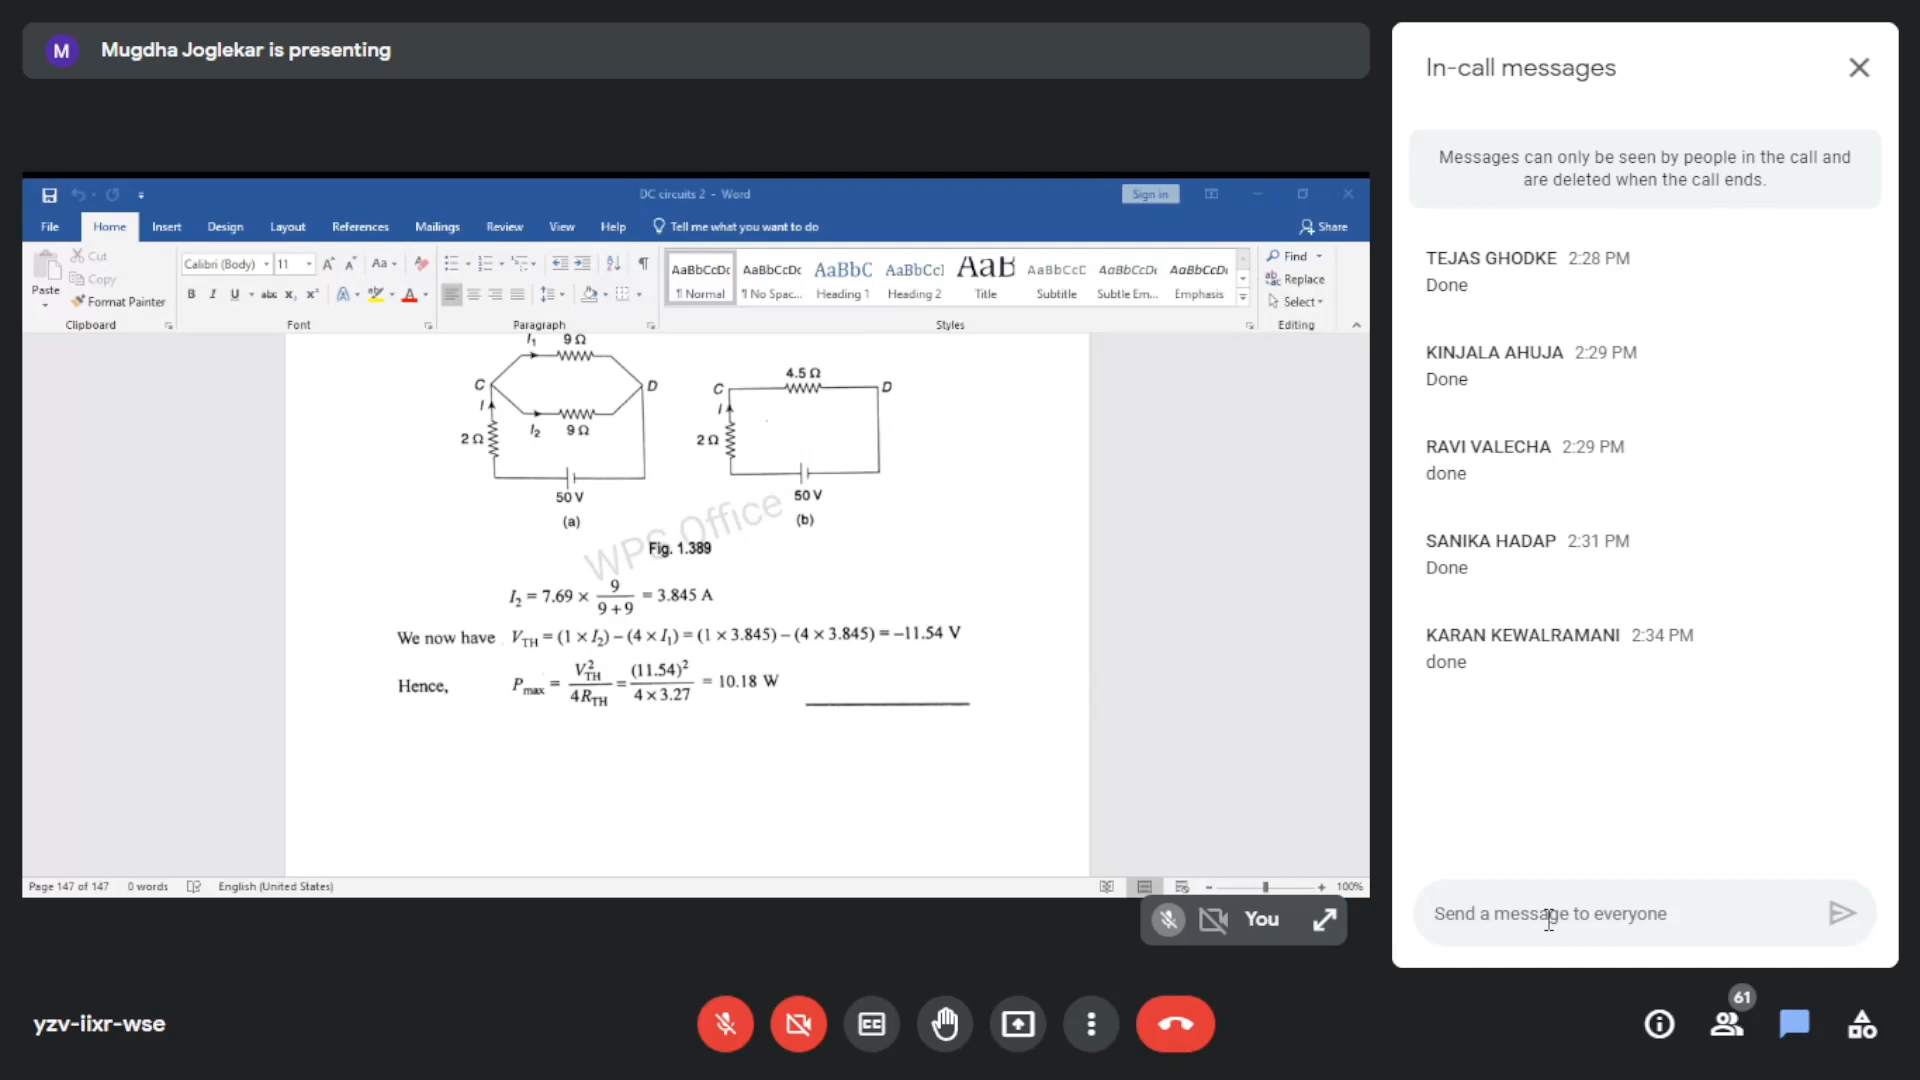 M
Mugdha Joglekar is presenting
DC circuits 2 - Word
Sign in
File Home Insert Design Layout References Mailings Review View Help Tell me what you want to do Share
Paste
Cut
Copy
Format Painter
Clipboard
Calibri (Body) 11
Aa
B I U abc x₂ x² A A
Font
Paragraph
AaBbCcDc AaBbCcDc AaBbC AaBbCcI AaB AaBbCcC AaBbCcDc AaBbCcDc
¶ Normal ¶ No Spac... Heading 1 Heading 2 Title Subtitle Subtle Em... Emphasis
Styles
Find
Replace
Select
Editing
I₁ 9 Ω
C D
I
2 Ω
I₂ 9 Ω
50 V
(a)
4.5 Ω
C D
I
2 Ω
50 V
(b)
WPS Office
Fig. 1.389
I₂ = 7.69 × 9/(9+9) = 3.845 A
We now have V_TH = (1 × I₂) – (4 × I₁) = (1 × 3.845) – (4 × 3.845) = –11.54 V
Hence, P_max = V²_TH/4R_TH = (11.54)²/(4 × 3.27) = 10.18 W
Page 147 of 147 0 words English (United States) 100%
You
yzv-iixr-wse
61
In-call messages
Messages can only be seen by people in the call and
are deleted when the call ends.
TEJAS GHODKE 2:28 PM
Done
KINJALA AHUJA 2:29 PM
Done
RAVI VALECHA 2:29 PM
done
SANIKA HADAP 2:31 PM
Done
KARAN KEWALRAMANI 2:34 PM
done
Send a message to everyone